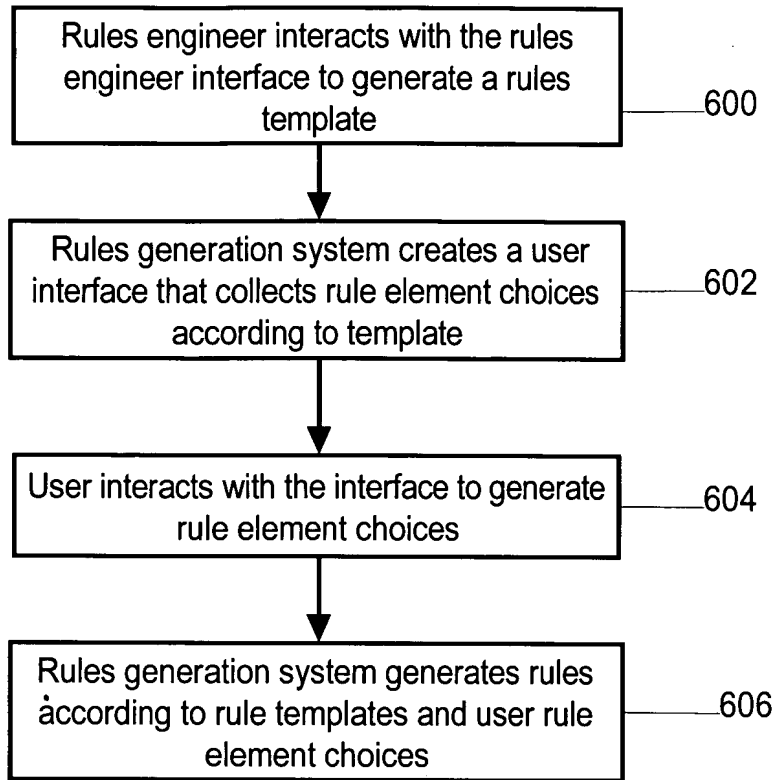 Rules engineer interacts with the rules
engineer interface to generate a rules
template
600
Rules generation system creates a user
interface that collects rule element choices
according to template
602
User interacts with the interface to generate
rule element choices
604
Rules generation system generates rules
according to rule templates and user rule
element choices
606